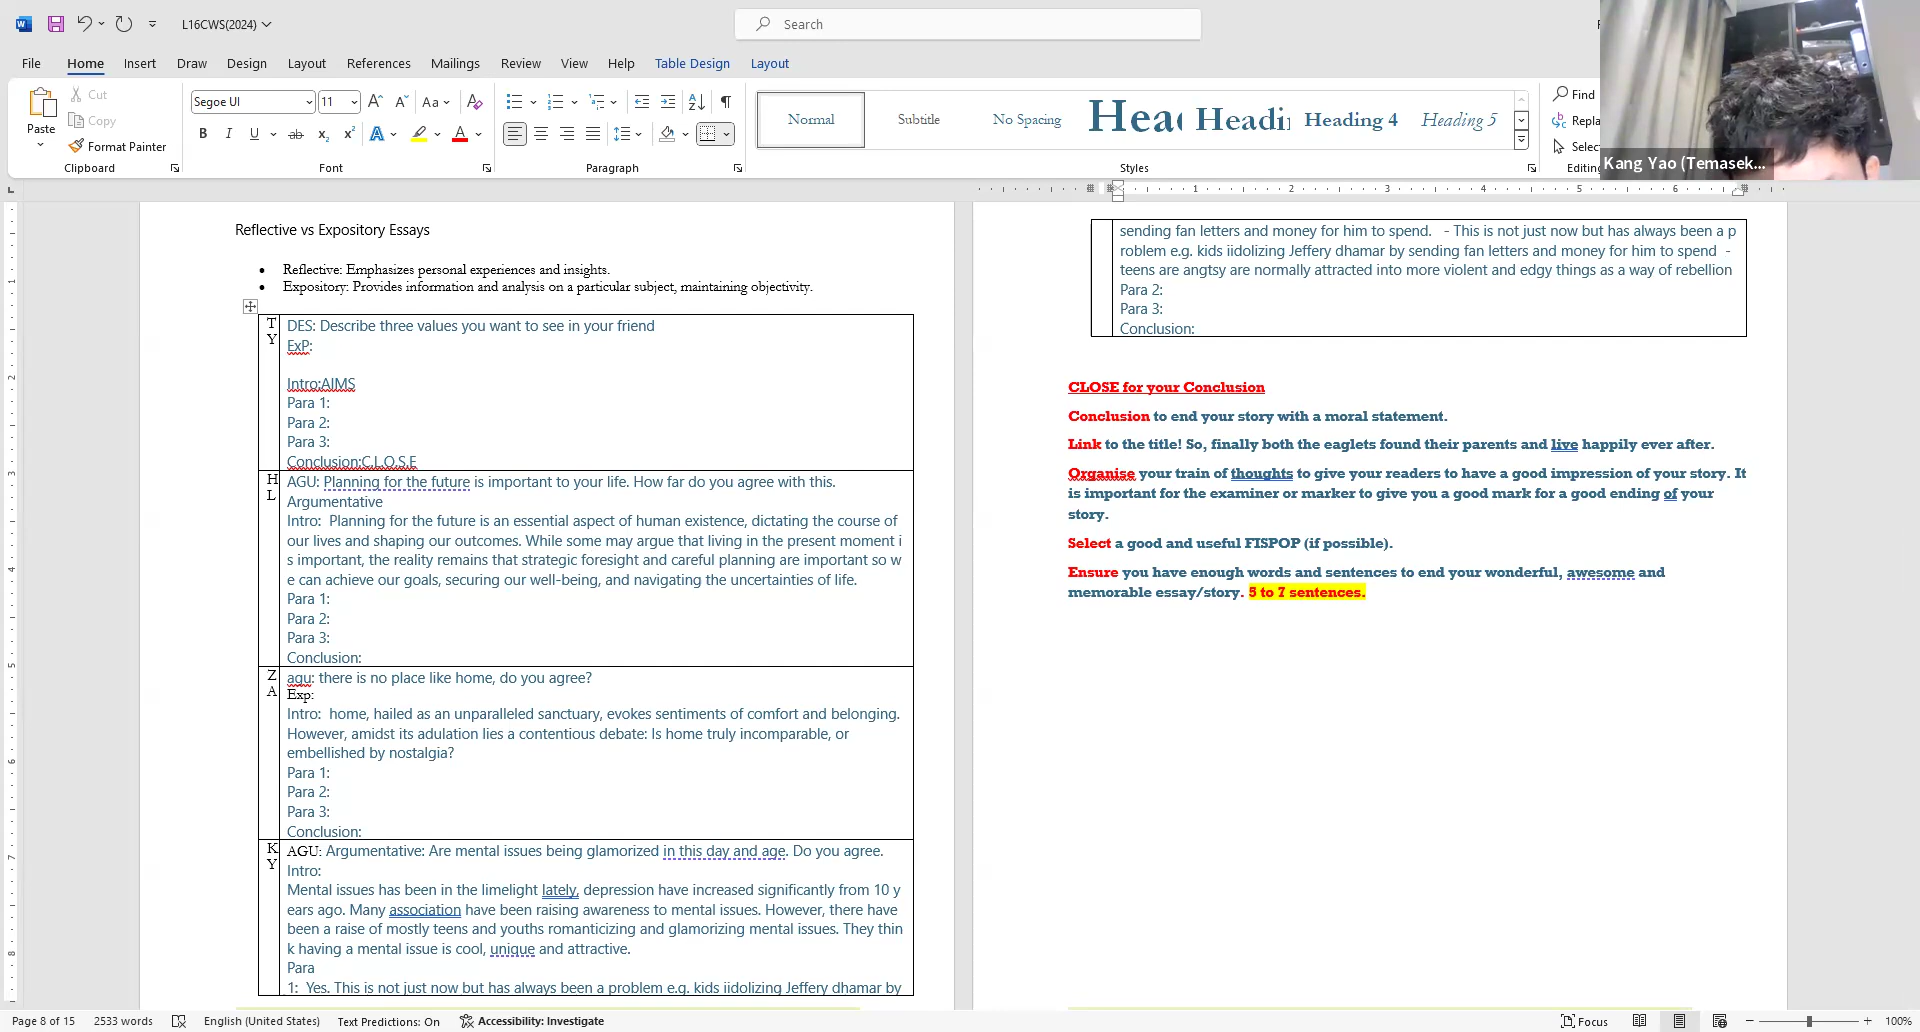 L16CWS(2024)
Search
File Home Insert Draw Design Layout References Mailings Review View Help Table Design Layout
Paste
Cut
Copy
Format Painter
Clipboard
Segoe UI 11
Font
Paragraph
Normal
Subtitle
No Spacing
Heading 4
Heading 5
Styles
Find
Editing
Kang Yao (Temasek...
Reflective vs Expository Essays
• Reflective: Emphasizes personal experiences and insights.
• Expository: Provides information and analysis on a particular subject, maintaining objectivity.
T
Y
DES: Describe three values you want to see in your friend
ExP:
Intro:AIMS
Para 1:
Para 2:
Para 3:
Conclusion:C,L,O,S,E
H
L
AGU: Planning for the future is important to your life. How far do you agree with this.
Argumentative
Intro: Planning for the future is an essential aspect of human existence, dictating the course of
our lives and shaping our outcomes. While some may argue that living in the present moment i
s important, the reality remains that strategic foresight and careful planning are important so w
e can achieve our goals, securing our well-being, and navigating the uncertainties of life.
Para 1:
Para 2:
Para 3:
Conclusion:
Z
A
agu: there is no place like home, do you agree?
Exp:
Intro: home, hailed as an unparalleled sanctuary, evokes sentiments of comfort and belonging.
However, amidst its adulation lies a contentious debate: Is home truly incomparable, or
embellished by nostalgia?
Para 1:
Para 2:
Para 3:
Conclusion:
K
Y
AGU: Argumentative: Are mental issues being glamorized in this day and age. Do you agree.
Intro:
Mental issues has been in the limelight lately, depression have increased significantly from 10 y
ears ago. Many association have been raising awareness to mental issues. However, there have
been a raise of mostly teens and youths romanticizing and glamorizing mental issues. They thin
k having a mental issue is cool, unique and attractive.
Para
1: Yes. This is not just now but has always been a problem e.g. kids iidolizing Jeffery dhamar by
sending fan letters and money for him to spend. - This is not just now but has always been a p
roblem e.g. kids iidolizing Jeffery dhamar by sending fan letters and money for him to spend -
teens are angtsy are normally attracted into more violent and edgy things as a way of rebellion
Para 2:
Para 3:
Conclusion:
CLOSE for your Conclusion
Conclusion to end your story with a moral statement.
Link to the title! So, finally both the eaglets found their parents and live happily ever after.
Organise your train of thoughts to give your readers to have a good impression of your story. It
is important for the examiner or marker to give you a good mark for a good ending of your
story.
Select a good and useful FISPOP (if possible).
Ensure you have enough words and sentences to end your wonderful, awesome and
memorable essay/story. 5 to 7 sentences.
Page 8 of 15 2533 words English (United States) Text Predictions: On Accessibility: Investigate Focus 100%